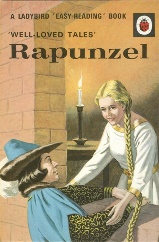 A LADYBIRD 'EASY-READING' BOOK
'WELL-LOVED TALES'
Rapunzel